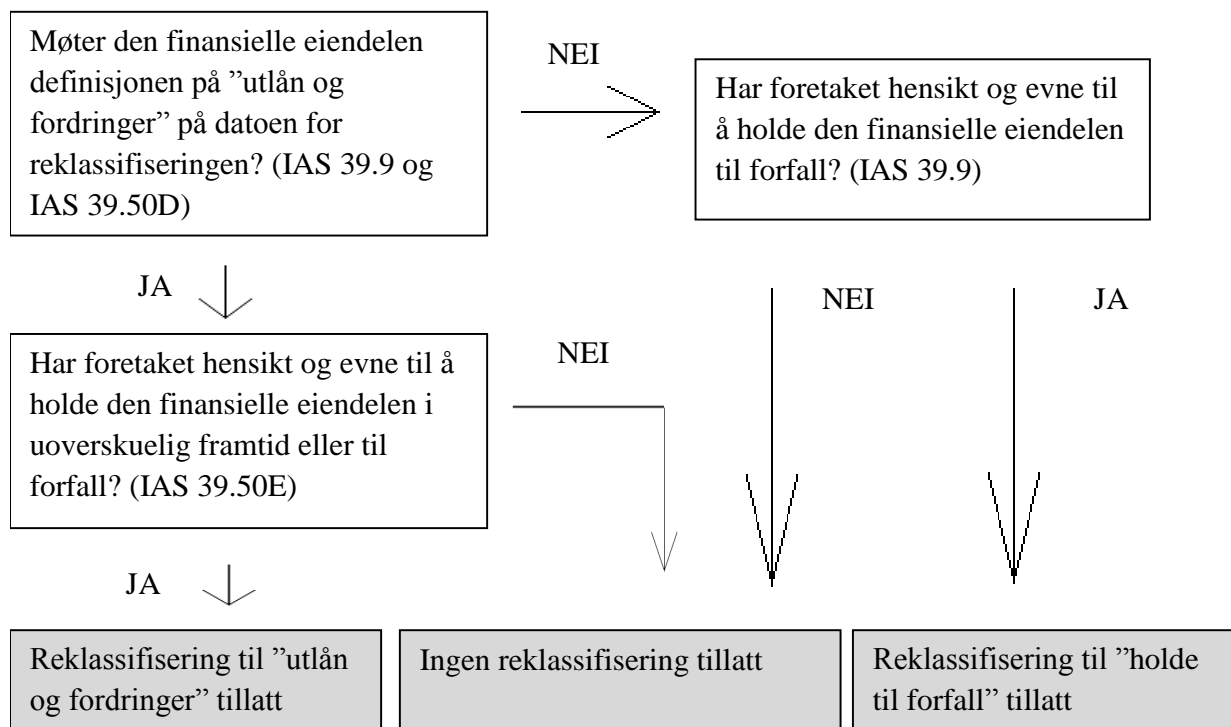 Møter den finansielle eiendelen
definisjonen på ”utlån og
fordringer” på datoen for
reklassifiseringen? (IAS 39.9 og
IAS 39.50D)
NEI
Har foretaket hensikt og evne til
å holde den finansielle eiendelen
til forfall? (IAS 39.9)
JA
NEI
JA
Har foretaket hensikt og evne til å
holde den finansielle eiendelen i
uoverskuelig framtid eller til
forfall? (IAS 39.50E)
NEI
JA
Reklassifisering til ”utlån
og fordringer” tillatt
Ingen reklassifisering tillatt
Reklassifisering til ”holde
til forfall” tillatt